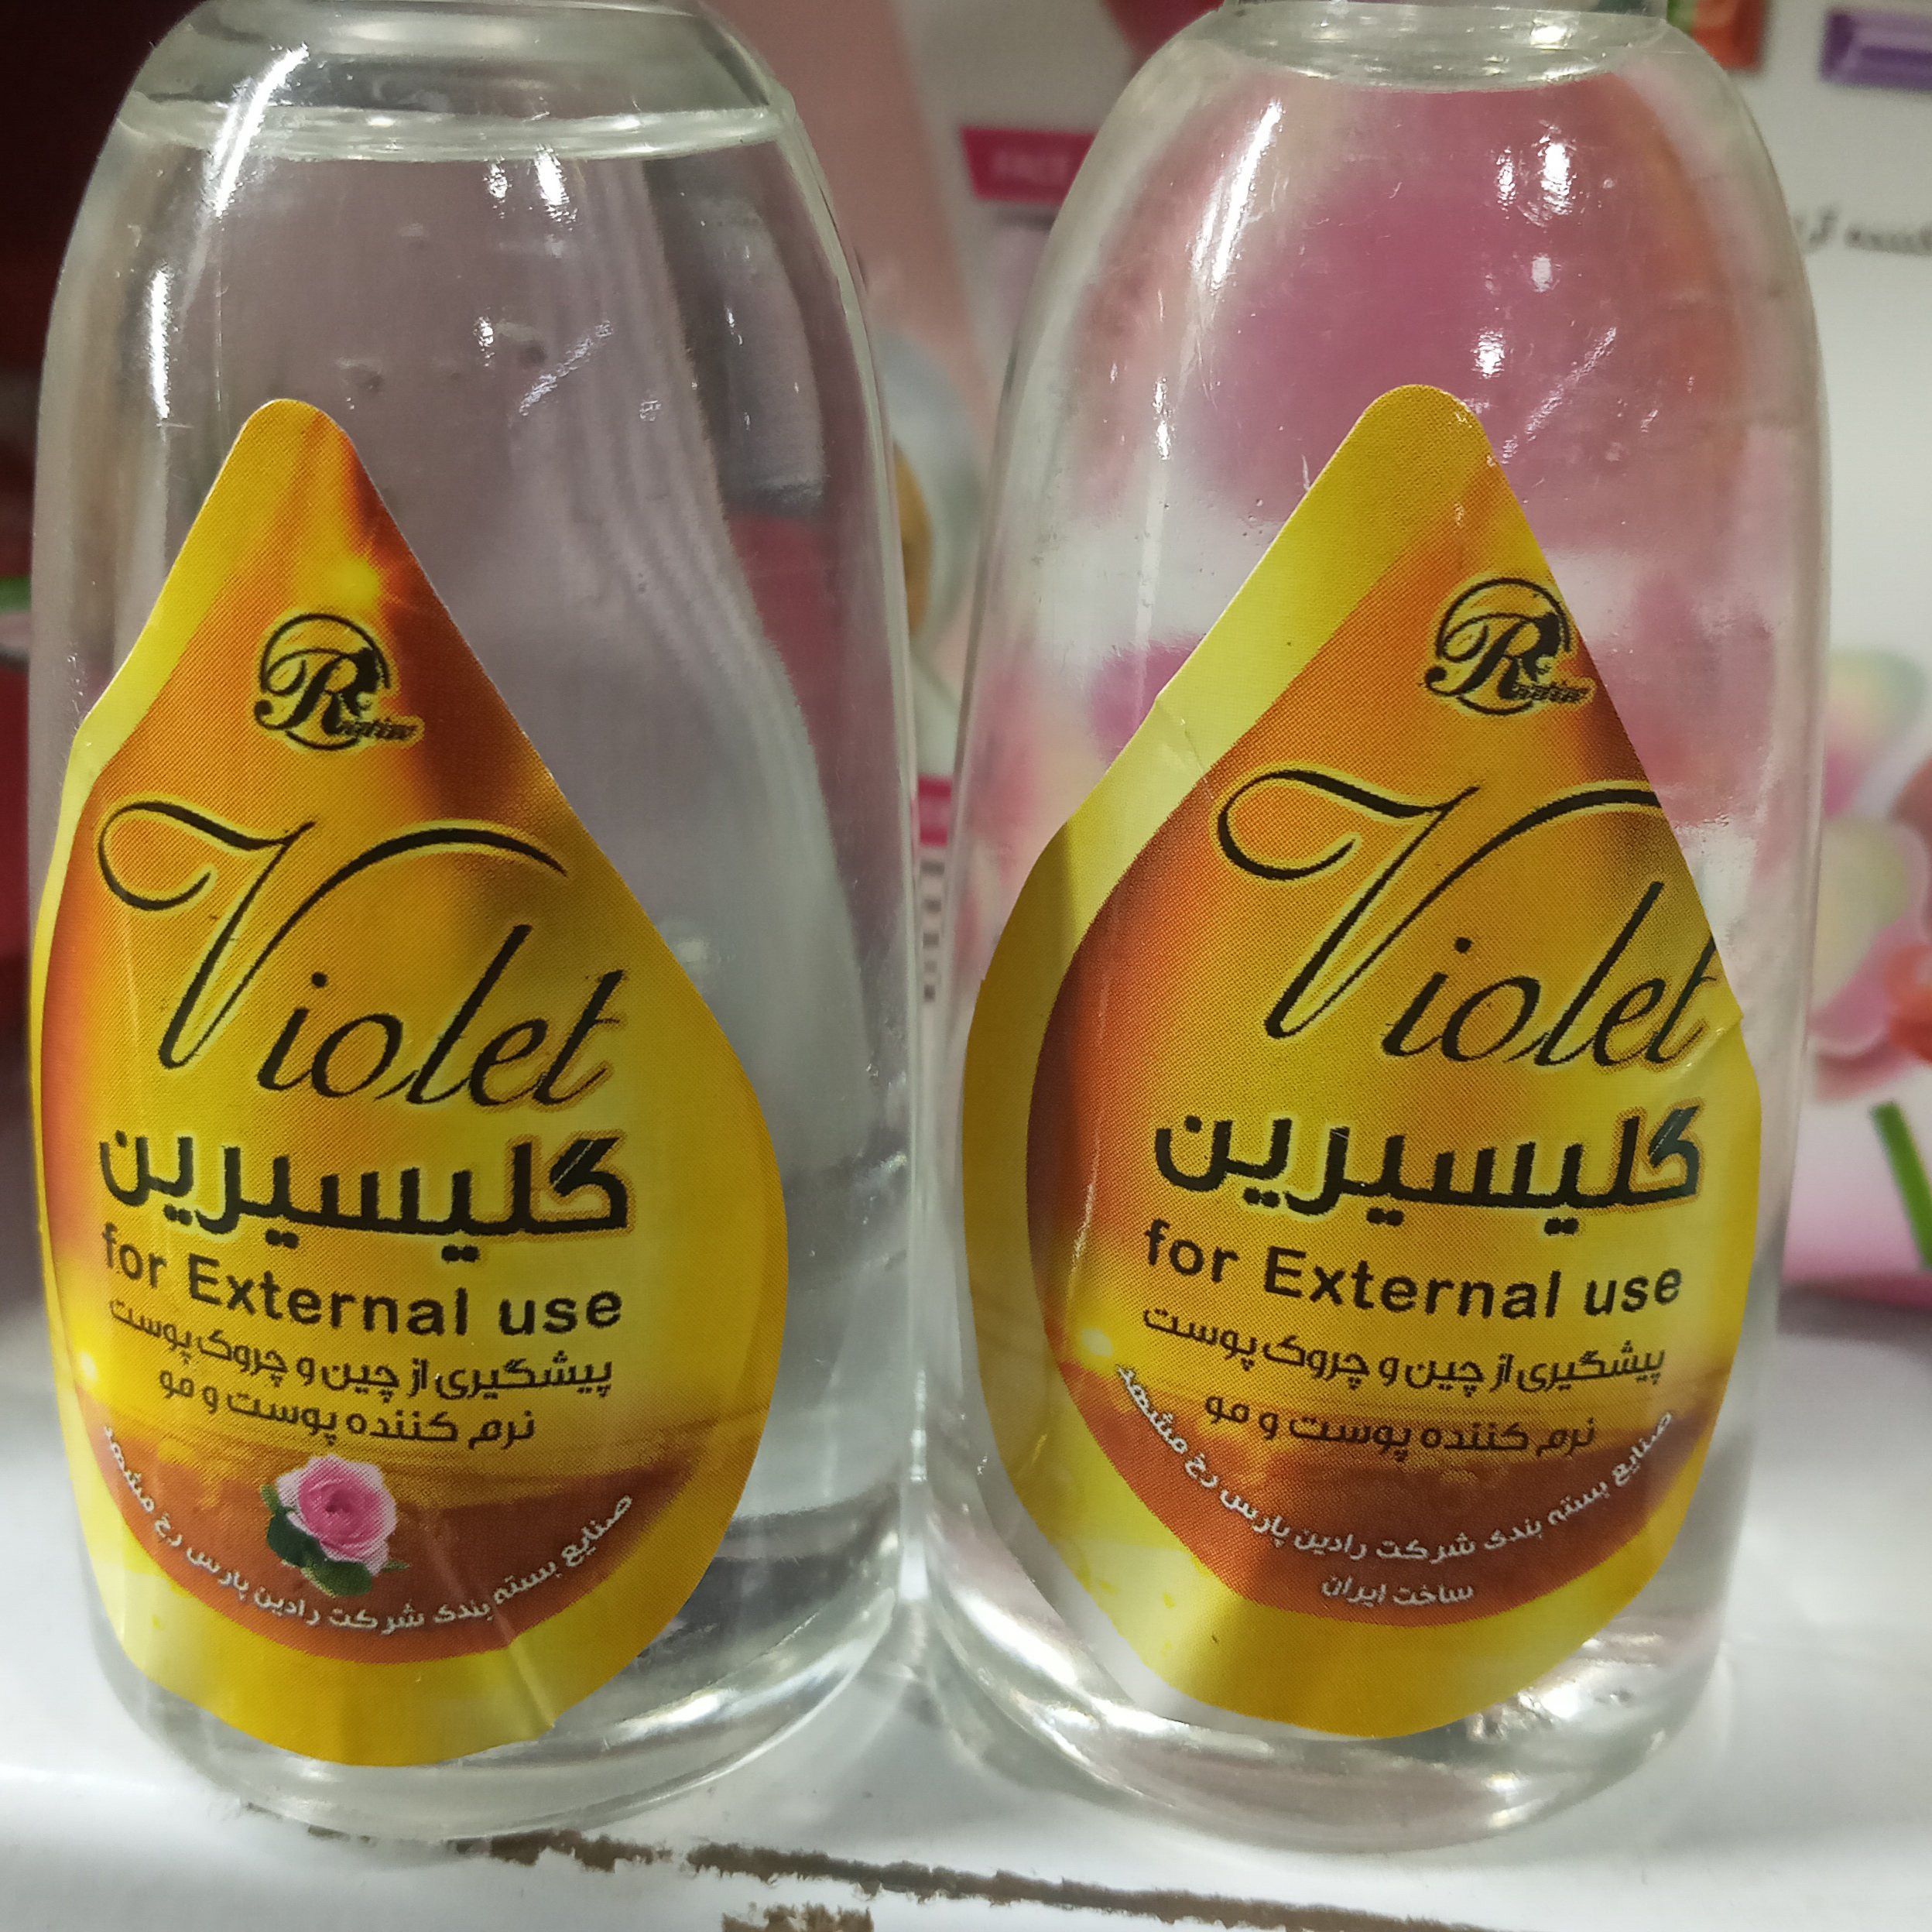 Raatin
Violet
گلیسیرین
for External use
پیشگیری از چین و چروک پوست
نرم کننده پوست و مو
صنایع بسته بندی شرکت رادین پارس رخ مشهد
Raatin
Violet
گلیسیرین
for External use
پیشگیری از چین و چروک پوست
نرم کننده پوست و مو
صنایع بسته بندی شرکت رادین پارس رخ مشهد
ساخت ایران